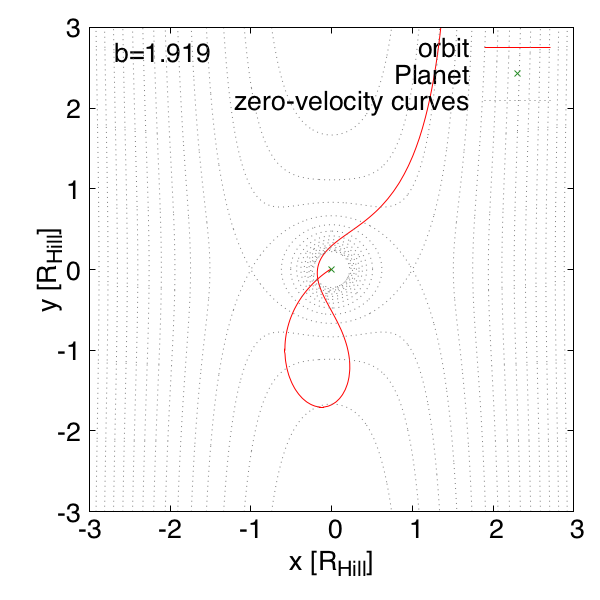 b=1.919
orbit
Planet
zero-velocity curves
y [R_Hill]
3
2
1
0
-1
-2
-3
-3 -2 -1 0 1 2 3
x [R_Hill]